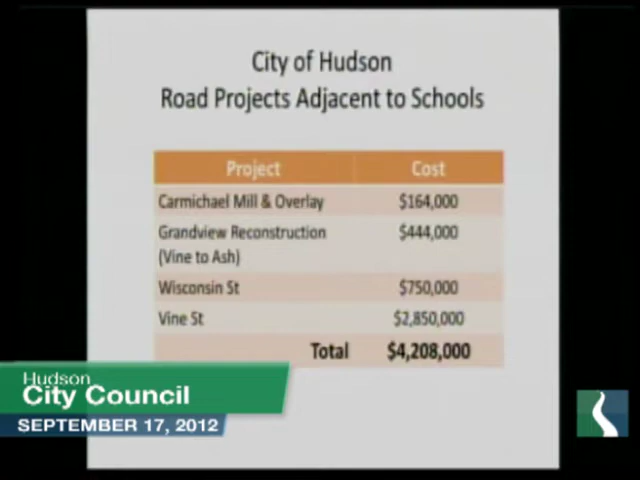 City of Hudson
Road Projects Adjacent to Schools
Project Cost
Carmichael Mill & Overlay $164,000
Grandview Reconstruction $444,000
(Vine to Ash)
Wisconsin St $750,000
Vine St $2,850,000
Total $4,208,000
Hudson
City Council
SEPTEMBER 17, 2012